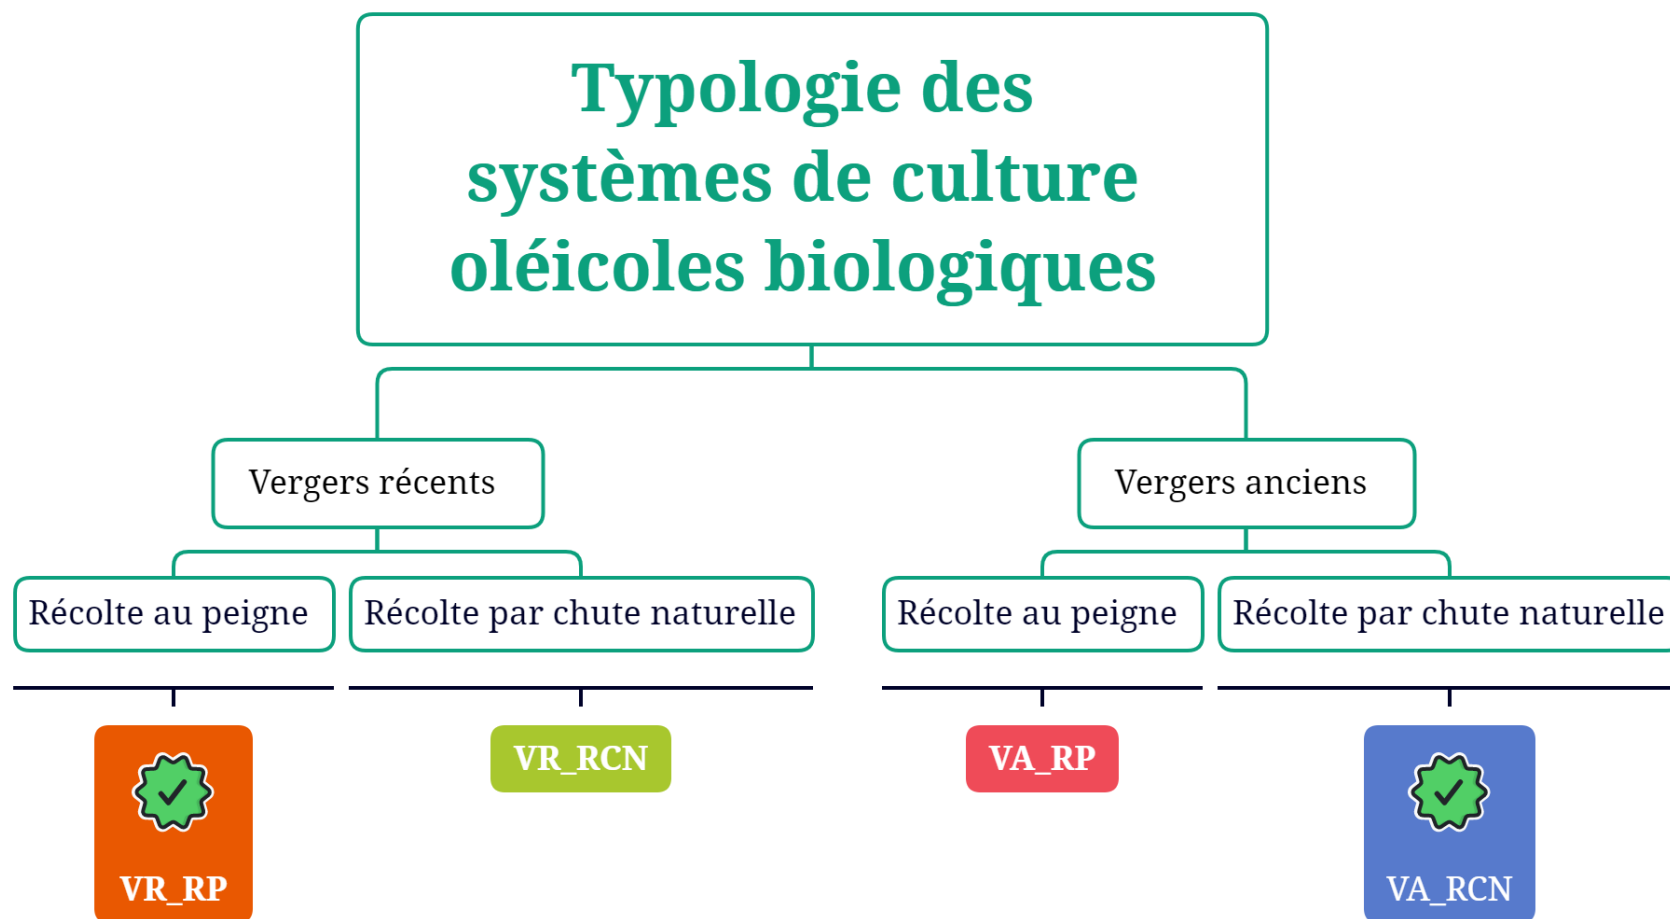 Typologie des
systèmes de culture
oléicoles biologiques
Vergers récents
Vergers anciens
Récolte au peigne
Récolte par chute naturelle
Récolte au peigne
Récolte par chute naturelle
VR_RP
VR_RCN
VA_RP
VA_RCN